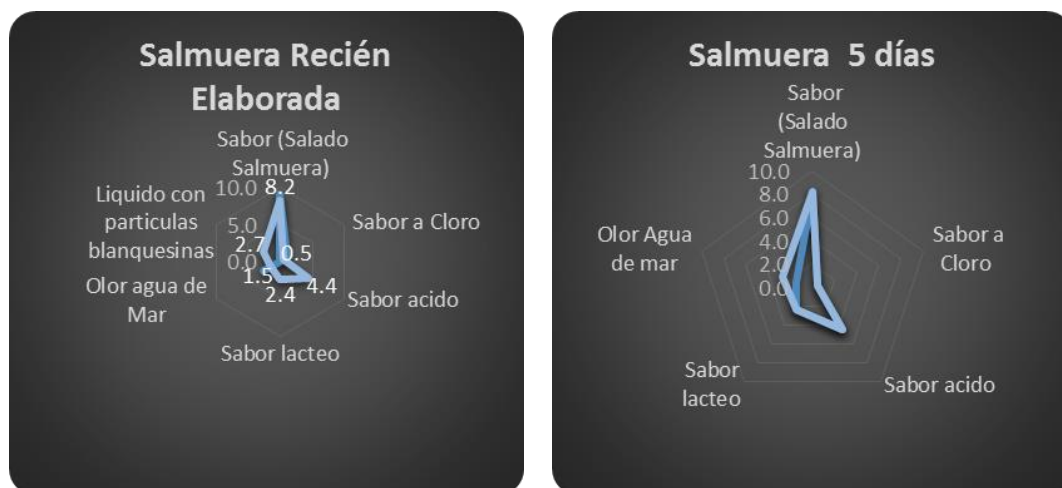 Salmuera Recién
Elaborada
Sabor (Salado
Salmuera)
10.0
8.2
Liquido con
particulas
blanquesinas
5.0
2.7
0.0
0.5
Sabor a Cloro
Olor agua de
Mar
1.5
2.4
4.4
Sabor acido
Sabor lacteo
Salmuera 5 días
Sabor
(Salado
Salmuera)
10.0
8.0
6.0
4.0
2.0
0.0
Olor Agua
de mar
Sabor a
Cloro
Sabor
lacteo
Sabor acido